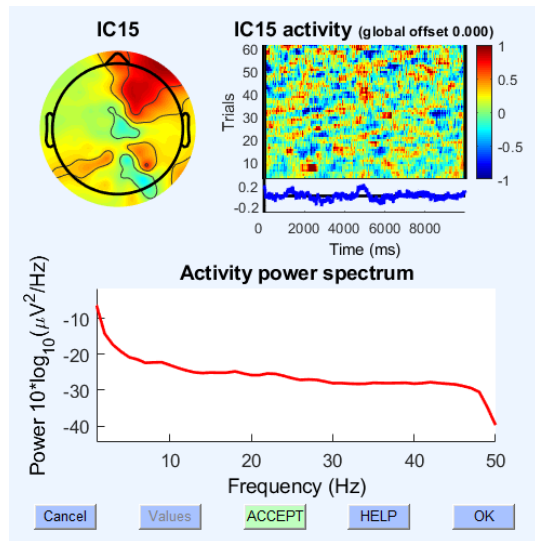 IC15
IC15 activity (global offset 0.000)
60
50
40
30
20
10
Trials
1
0.5
0
-0.5
-1
0.2
-0.2
0 2000 4000 6000 8000
Time (ms)
Activity power spectrum
Power 10*log10(μV2/Hz)
-10
-20
-30
-40
10 20 30 40 50
Frequency (Hz)
Cancel Values ACCEPT HELP OK